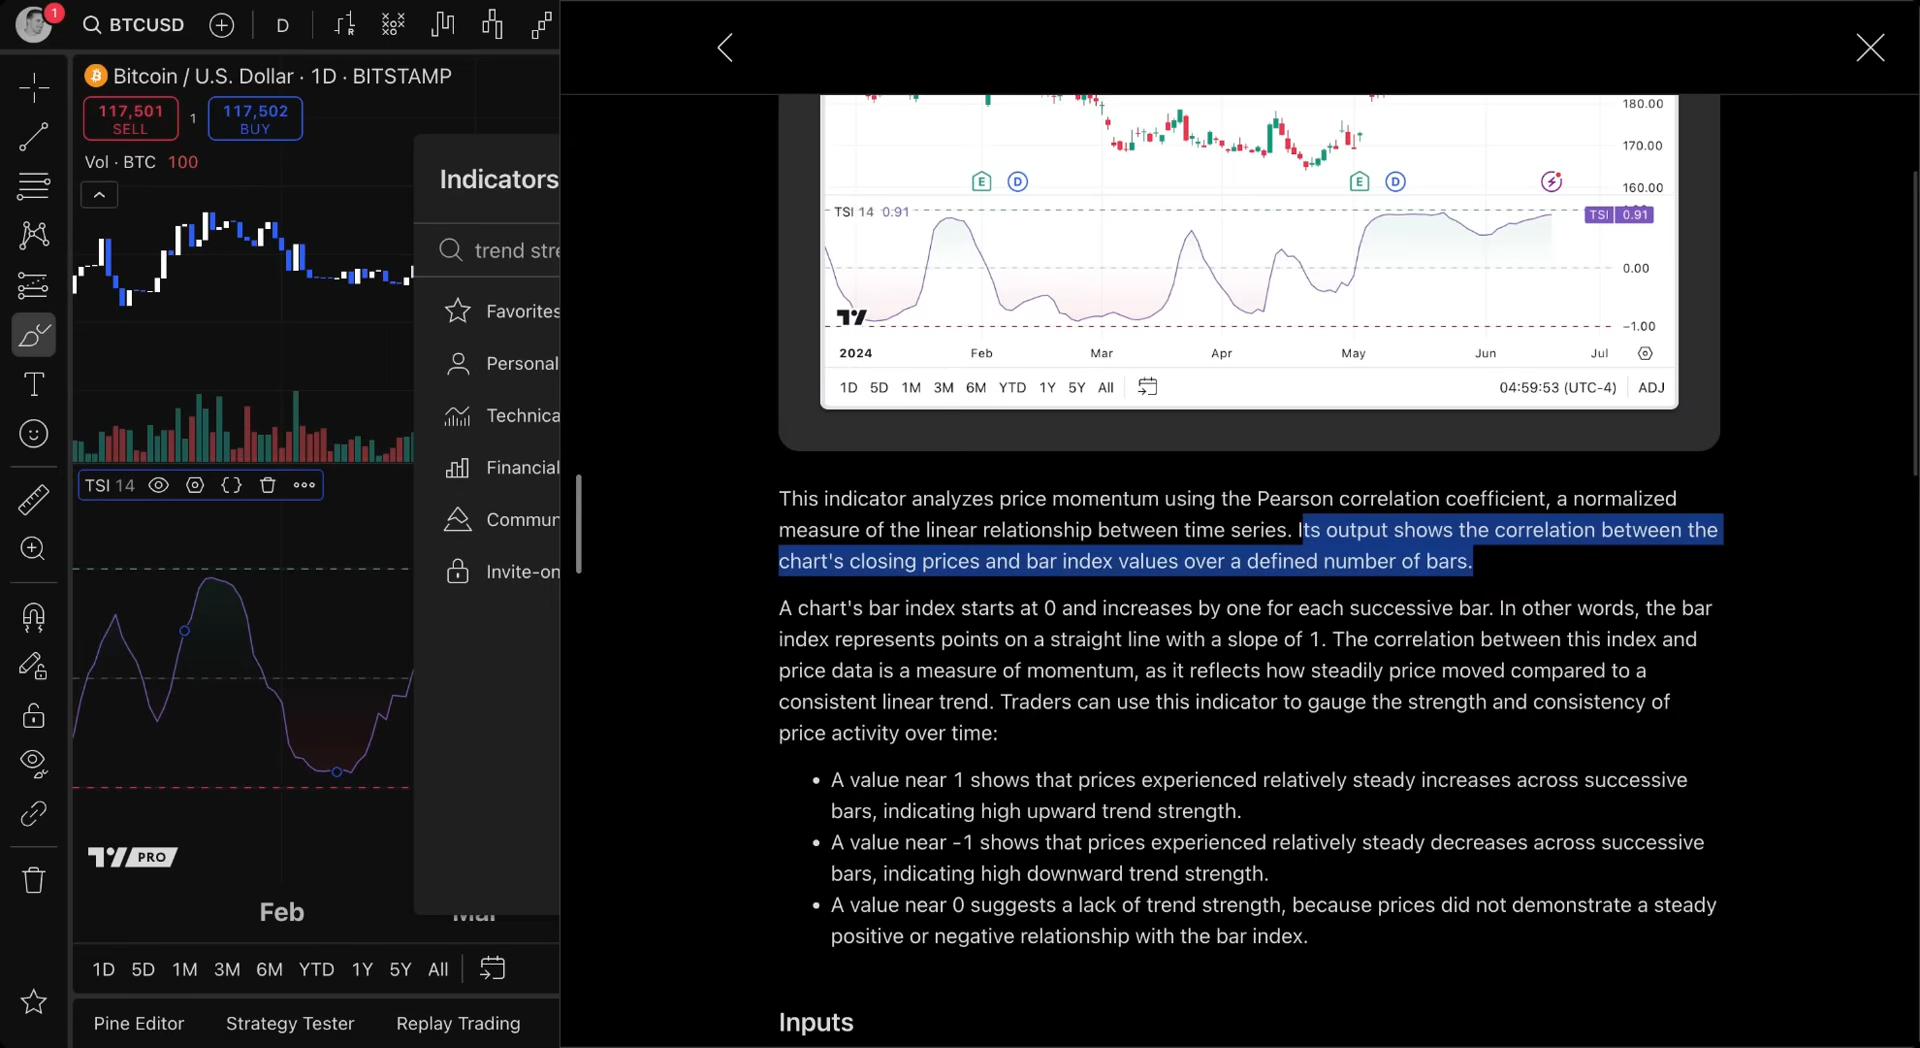 1
BTCUSD
D
Bitcoin / U.S. Dollar · 1D · BITSTAMP
117,501
SELL
1
117,502
BUY
Vol · BTC 100
Indicators
trend stre
Favorites
Personal
Technica
Financial
Commun
Invite-on
TSI 14
PRO
Feb
Mar
1D 5D 1M 3M 6M YTD 1Y 5Y All
Pine Editor Strategy Tester Replay Trading
180.00
170.00
160.00
E D E D
TSI 14 0.91
TSI 0.91
0.00
−1.00
2024 Feb Mar Apr May Jun Jul
1D 5D 1M 3M 6M YTD 1Y 5Y All 04:59:53 (UTC-4) ADJ
This indicator analyzes price momentum using the Pearson correlation coefficient, a normalized
measure of the linear relationship between time series. Its output shows the correlation between the
chart's closing prices and bar index values over a defined number of bars.
A chart's bar index starts at 0 and increases by one for each successive bar. In other words, the bar
index represents points on a straight line with a slope of 1. The correlation between this index and
price data is a measure of momentum, as it reflects how steadily price moved compared to a
consistent linear trend. Traders can use this indicator to gauge the strength and consistency of
price activity over time:
• A value near 1 shows that prices experienced relatively steady increases across successive
bars, indicating high upward trend strength.
• A value near -1 shows that prices experienced relatively steady decreases across successive
bars, indicating high downward trend strength.
• A value near 0 suggests a lack of trend strength, because prices did not demonstrate a steady
positive or negative relationship with the bar index.
Inputs